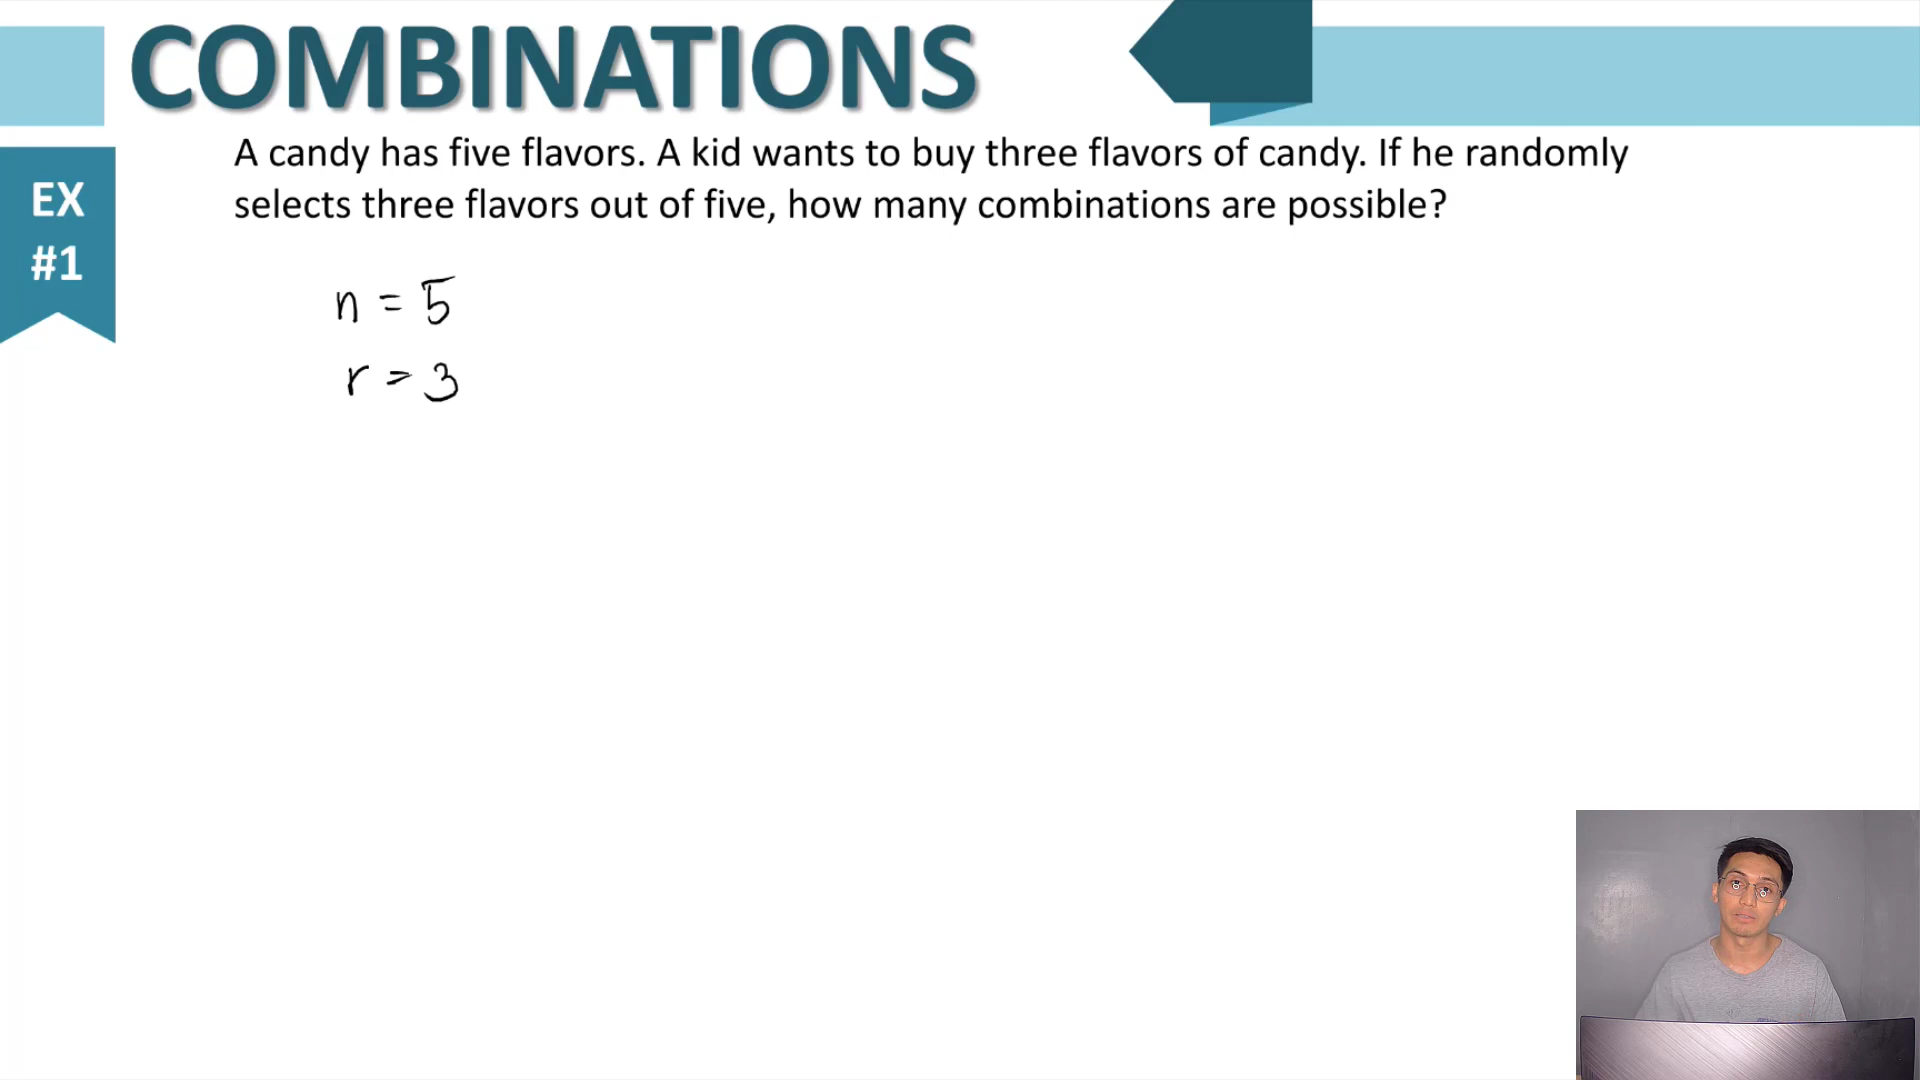 COMBINATIONS
EX
#1
A candy has five flavors. A kid wants to buy three flavors of candy. If he randomly
selects three flavors out of five, how many combinations are possible?
n = 5
r = 3